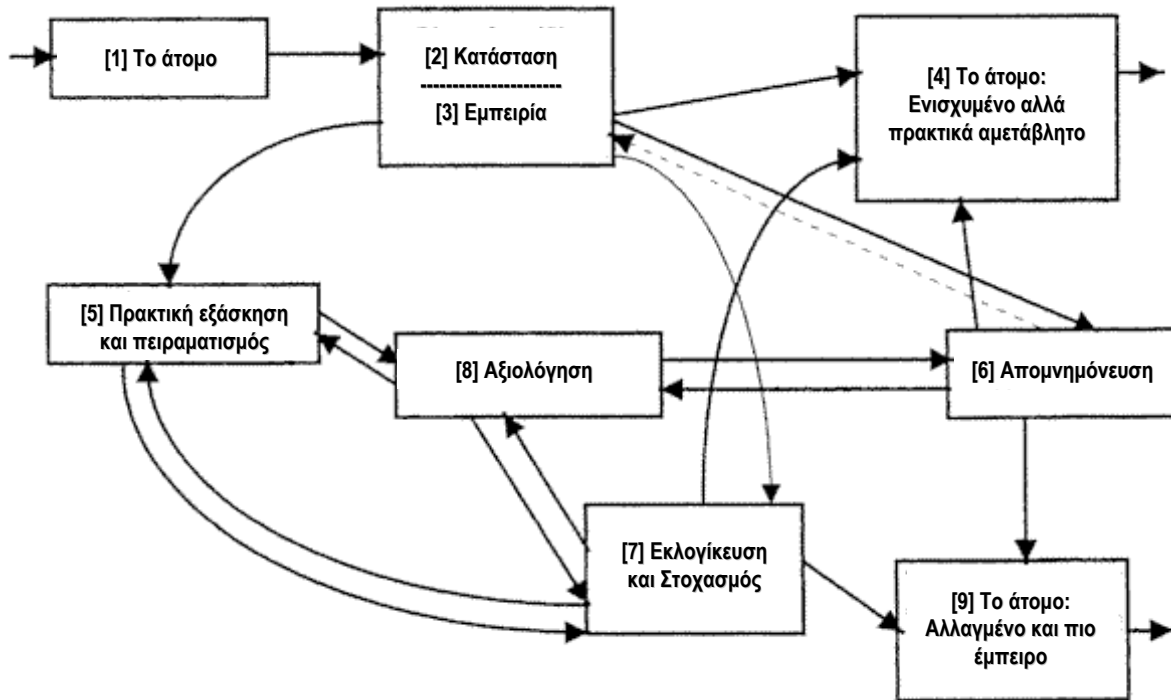 [1] Το άτομο
[2] Κατάσταση
[3] Εμπειρία
[4] Το άτομο:
Ενισχυμένο αλλά
πρακτικά αμετάβλητο
[5] Πρακτική εξάσκηση
και πειραματισμός
[8] Αξιολόγηση
[6] Απομνημόνευση
[7] Εκλογίκευση
και Στοχασμός
[9] Το άτομο:
Αλλαγμένο και πιο
έμπειρο